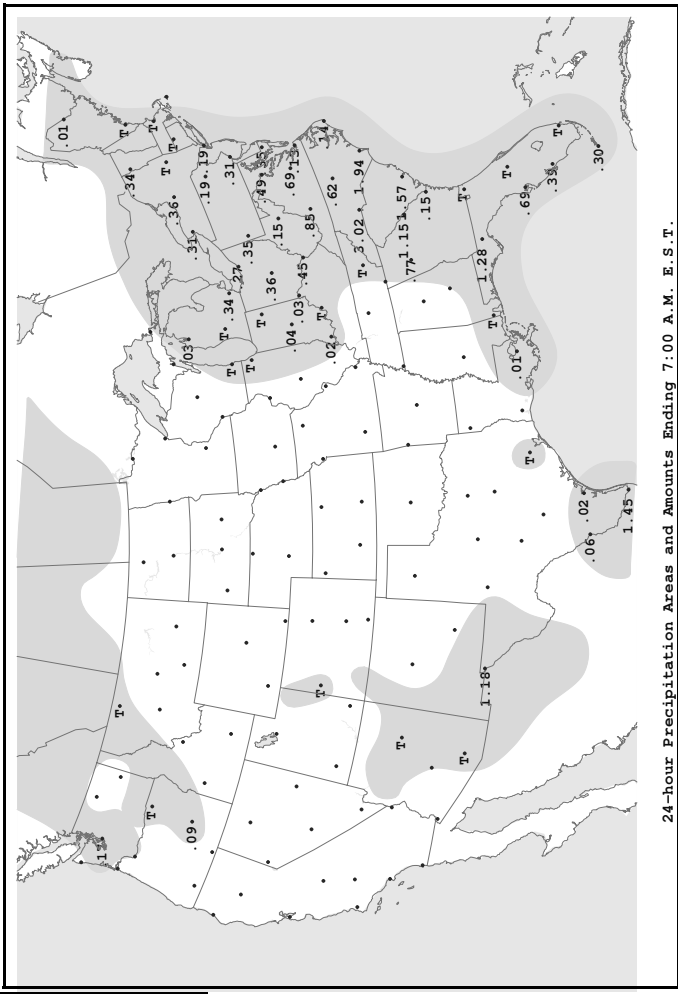 .01
T
T
.34
T
T
T
.36
T
.03
.09
.31
.19
.19
T
.34
.31
T
.27
.35
T
T
.49
.35
.36
.15
.04
.69
.13
.03
.45
.85
T
T
.14
.02
.62
3.02
1.94
T
T
1.15
1.57
.77
.15
T
T
1.28
1.18
T
T
.01
.69
T
.39
T
.02
.06
.30
1.45
24-hour Precipitation Areas and Amounts Ending 7:00 A.M. E.S.T.